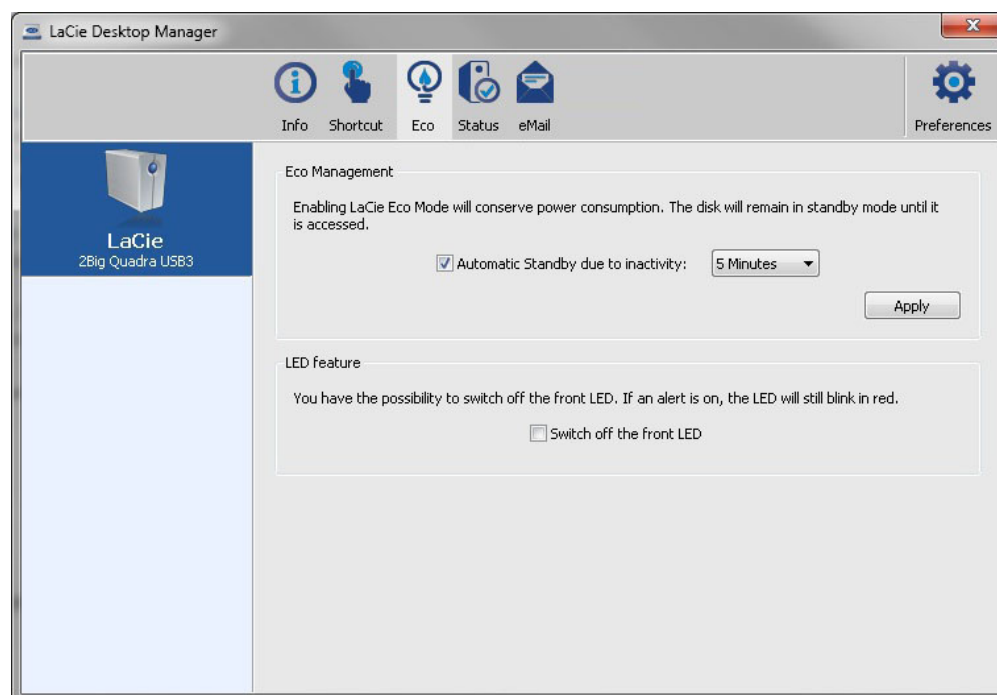 LaCie Desktop Manager
Info Shortcut Eco Status eMail Preferences
LaCie
2Big Quadra USB3
Eco Management
Enabling LaCie Eco Mode will conserve power consumption. The disk will remain in standby mode until it
is accessed.
Automatic Standby due to inactivity: 5 Minutes
Apply
LED feature
You have the possibility to switch off the front LED. If an alert is on, the LED will still blink in red.
Switch off the front LED